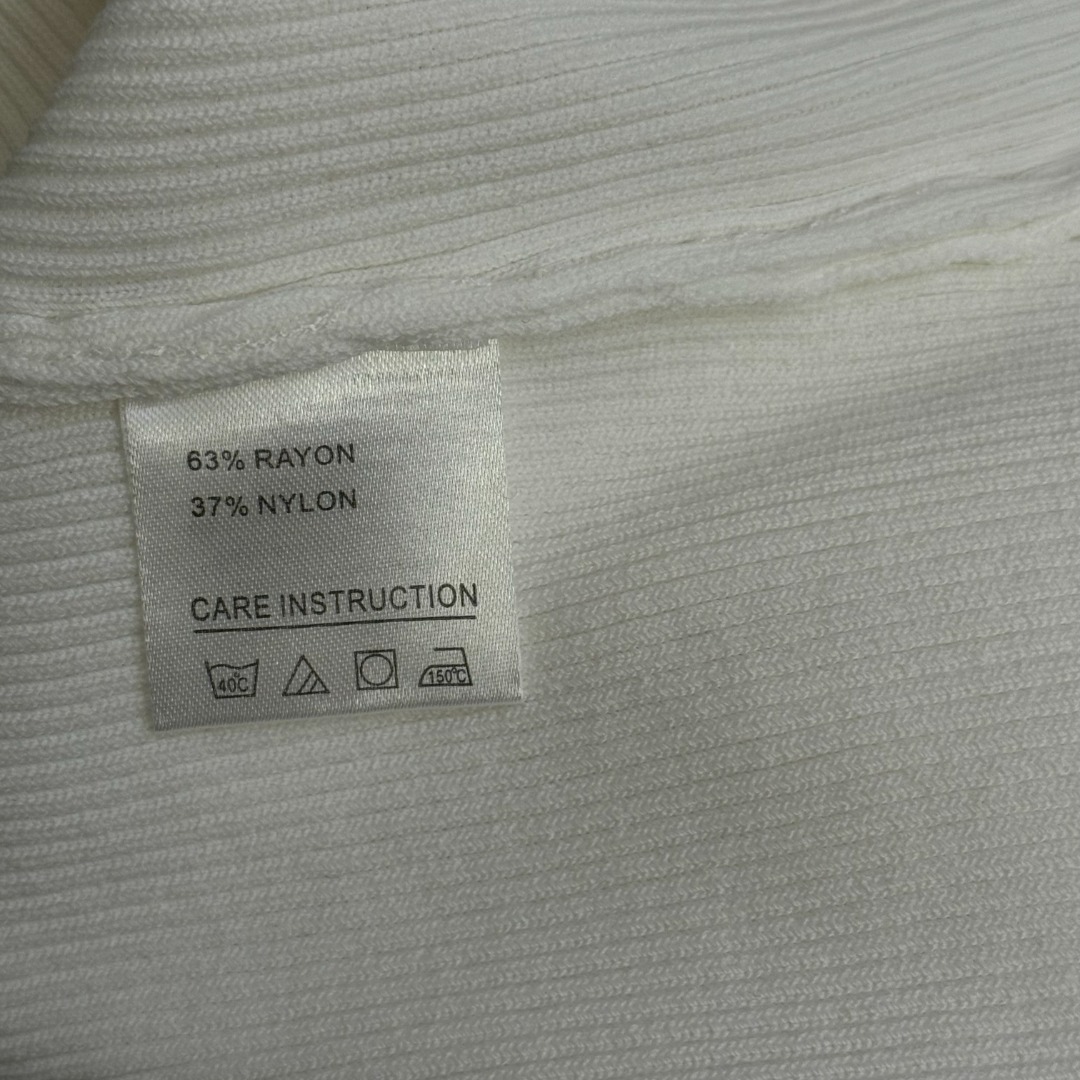 63% RAYON
37% NYLON
CARE INSTRUCTION
40°C 150°C